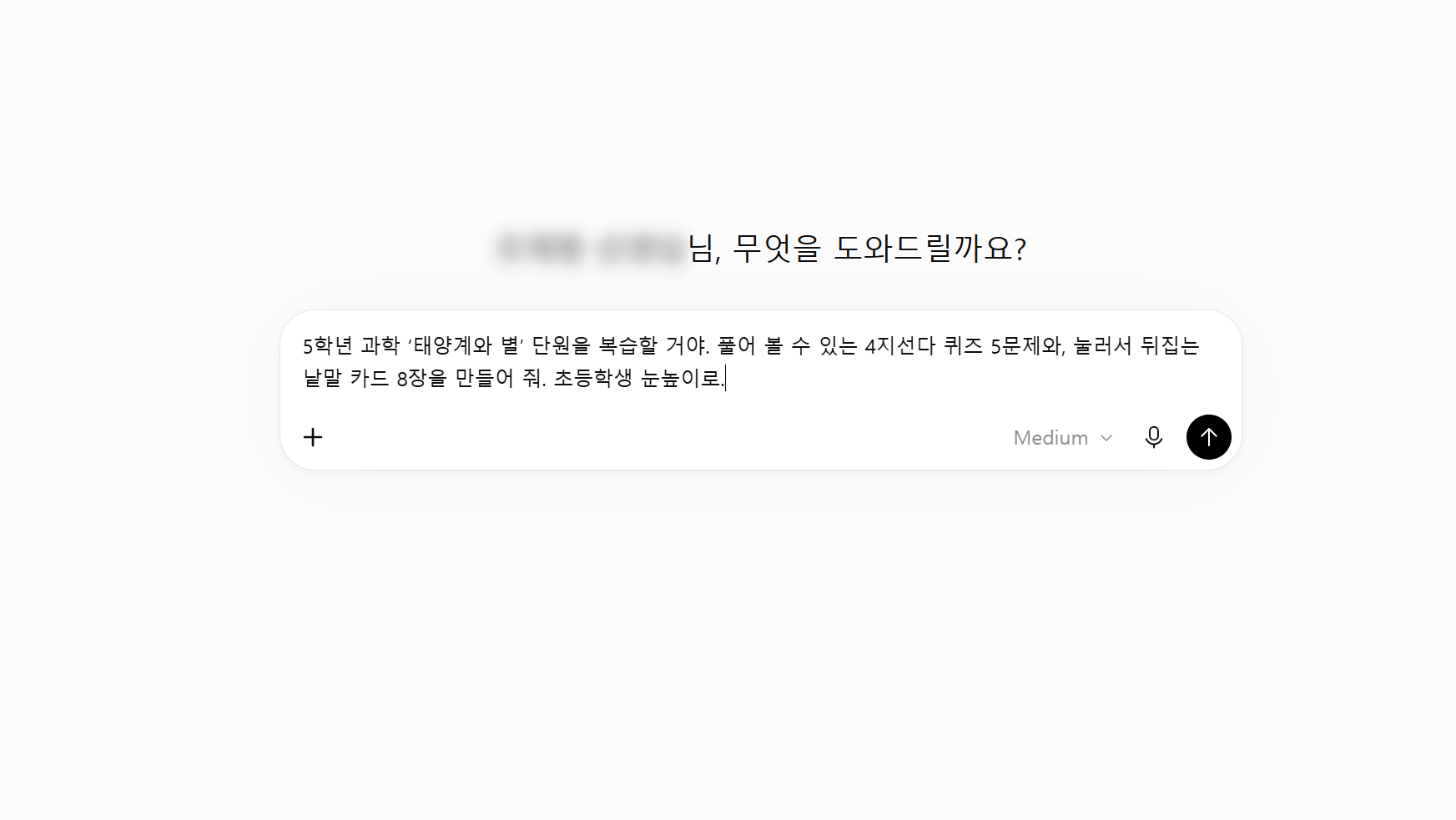 님, 무엇을 도와드릴까요?
5학년 과학 '태양계와 별' 단원을 복습할 거야. 풀어 볼 수 있는 4지선다 퀴즈 5문제와, 눌러서 뒤집는
낱말 카드 8장을 만들어 줘. 초등학생 눈높이로.
Medium